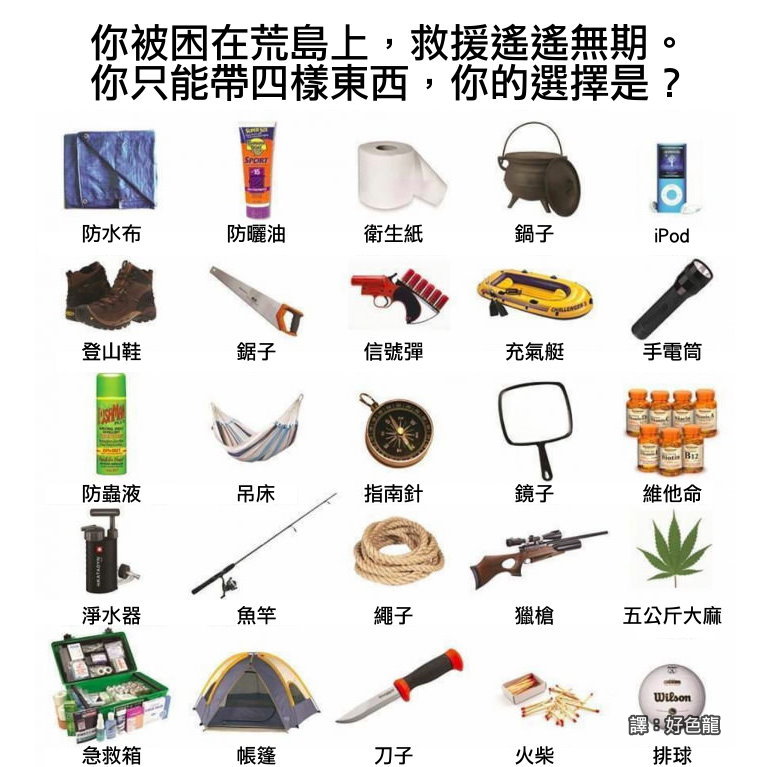 你被困在荒島上，救援遙遙無期。
你只能帶四樣東西，你的選擇是？
SPORT
15
防水布
防曬油
衛生紙
鍋子
iPod
CHALLENGER 3
登山鞋
鋸子
信號彈
充氣艇
手電筒
Biotin
B12
防蟲液
吊床
指南針
鏡子
維他命
KATADYN
淨水器
魚竿
繩子
獵槍
五公斤大麻
Wilson
譯：好色龍
急救箱
帳篷
刀子
火柴
排球